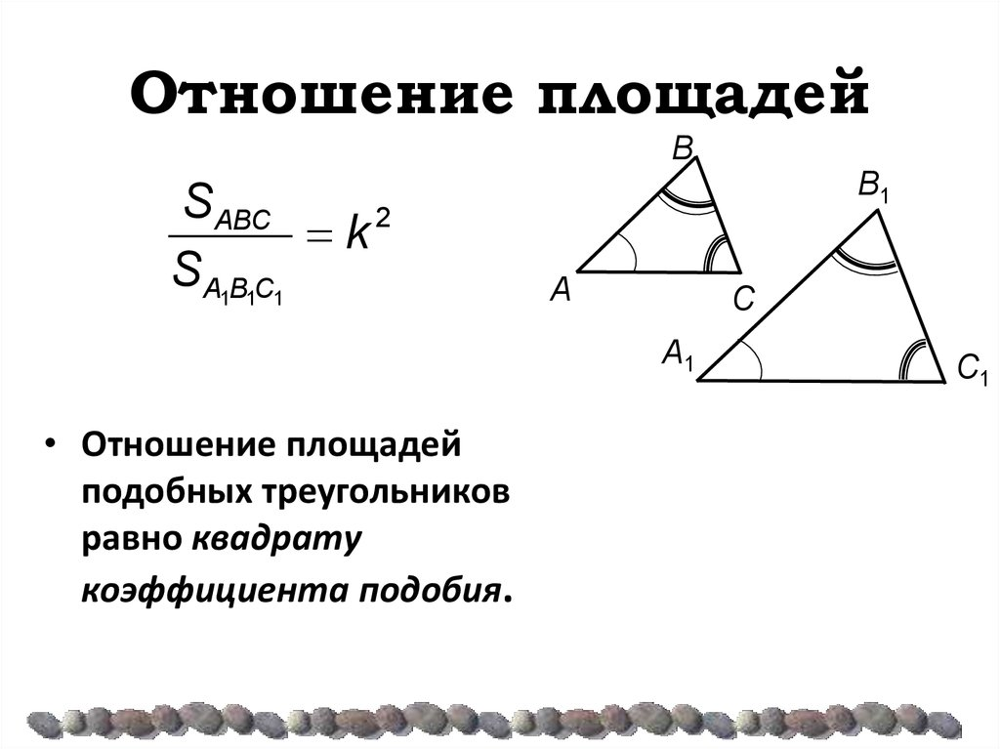 Отношение площадей
S_ABC / S_A₁B₁C₁ = k²
B
B₁
A
C
A₁
C₁
• Отношение площадей
подобных треугольников
равно квадрату
коэффициента подобия.